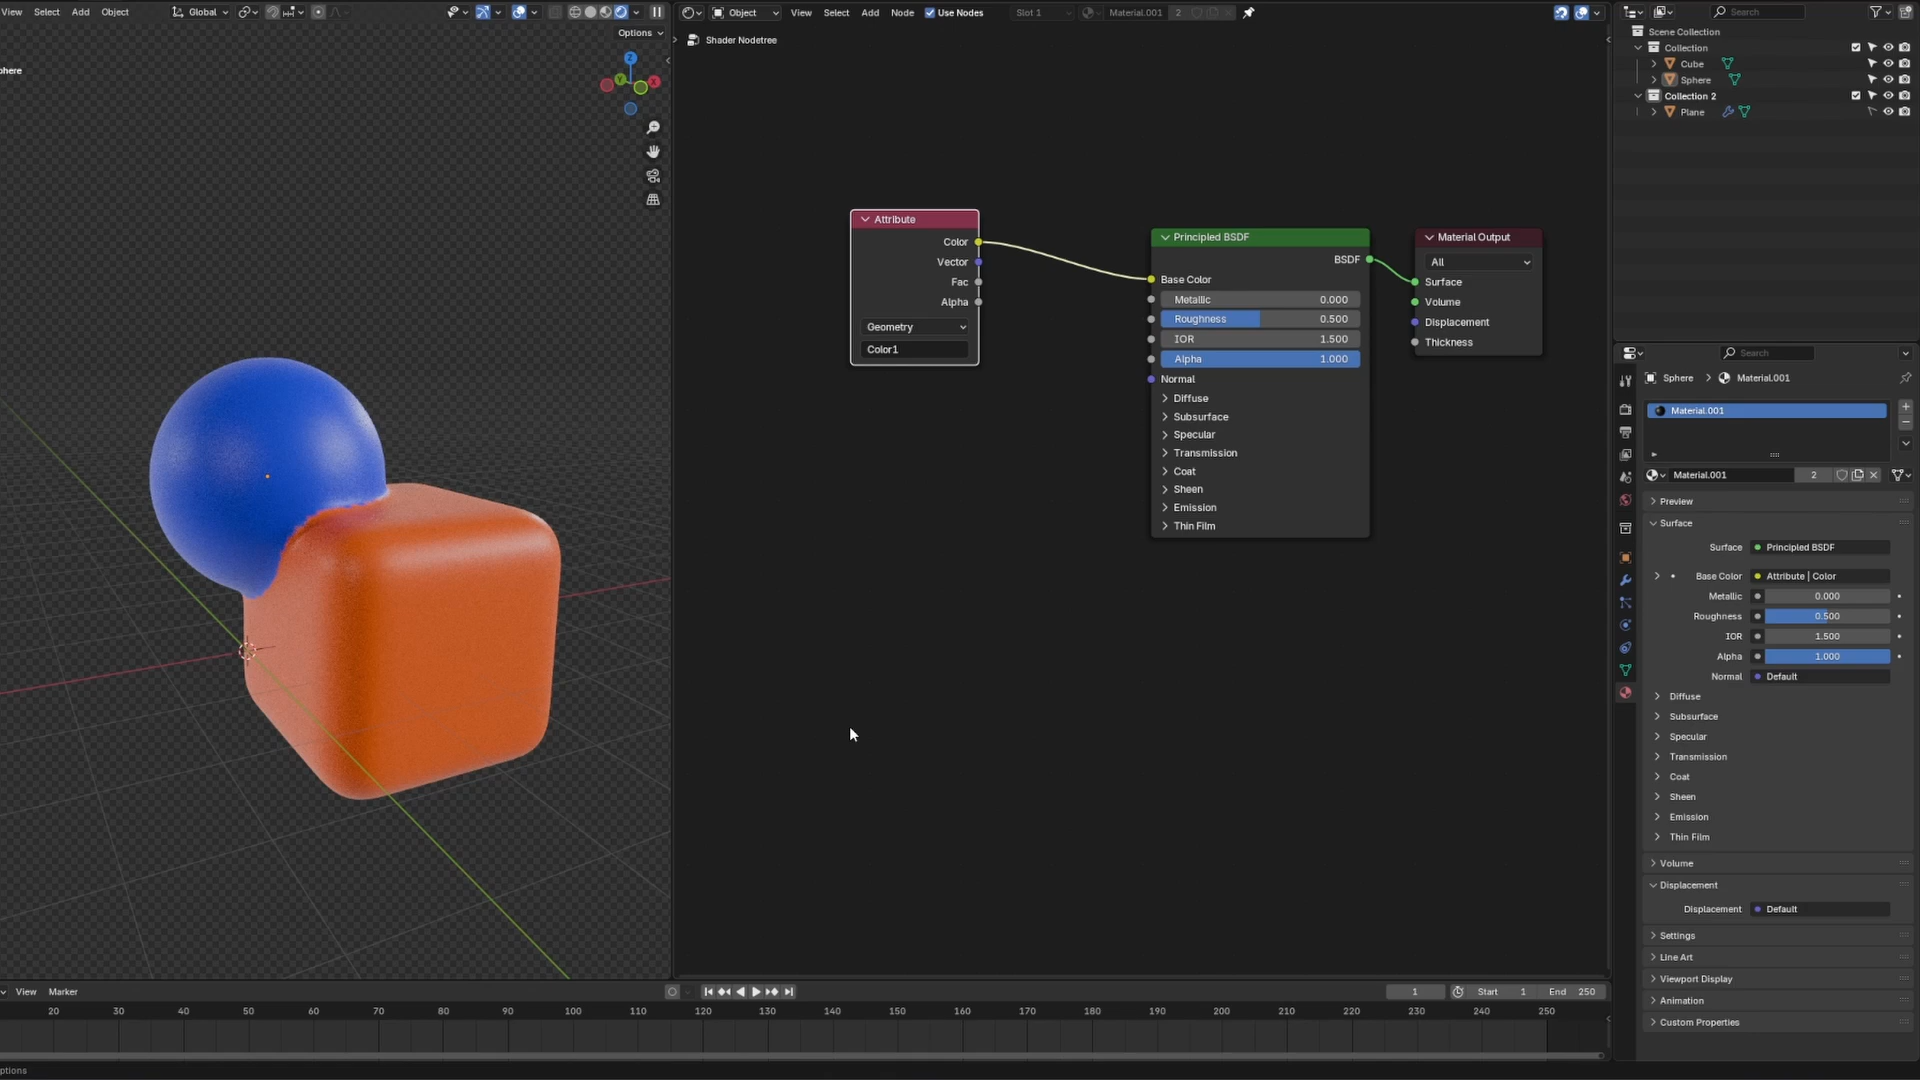 View Select Add Object Global
Options
phere
Z
Y
X
Object View Select Add Node Use Nodes Slot 1 Material.001 2
Shader Nodetree
Attribute
Color
Vector
Fac
Alpha
Geometry
Color1
Principled BSDF
BSDF
Base Color
Metallic 0.000
Roughness 0.500
IOR 1.500
Alpha 1.000
Normal
Diffuse
Subsurface
Specular
Transmission
Coat
Sheen
Emission
Thin Film
Material Output
All
Surface
Volume
Displacement
Thickness
Search
Scene Collection
Collection
Cube
Sphere
Collection 2
Plane
Search
Sphere Material.001
Material.001
Material.001 2
Preview
Surface
Surface Principled BSDF
Base Color Attribute | Color
Metallic 0.000
Roughness 0.500
IOR 1.500
Alpha 1.000
Normal Default
Diffuse
Subsurface
Specular
Transmission
Coat
Sheen
Emission
Thin Film
Volume
Displacement
Displacement Default
Settings
Line Art
Viewport Display
Animation
Custom Properties
View Marker 1 Start 1 End 250
20 30 40 50 60 70 80 90 100 110 120 130 140 150 160 170 180 190 200 210 220 230 240 250
ptions